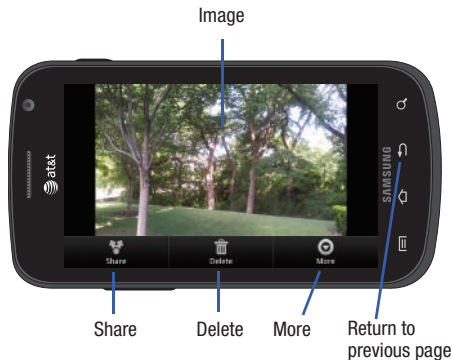 Image
at&t
SAMSUNG
Share
Delete
More
Share
Delete
More
Return to
previous page